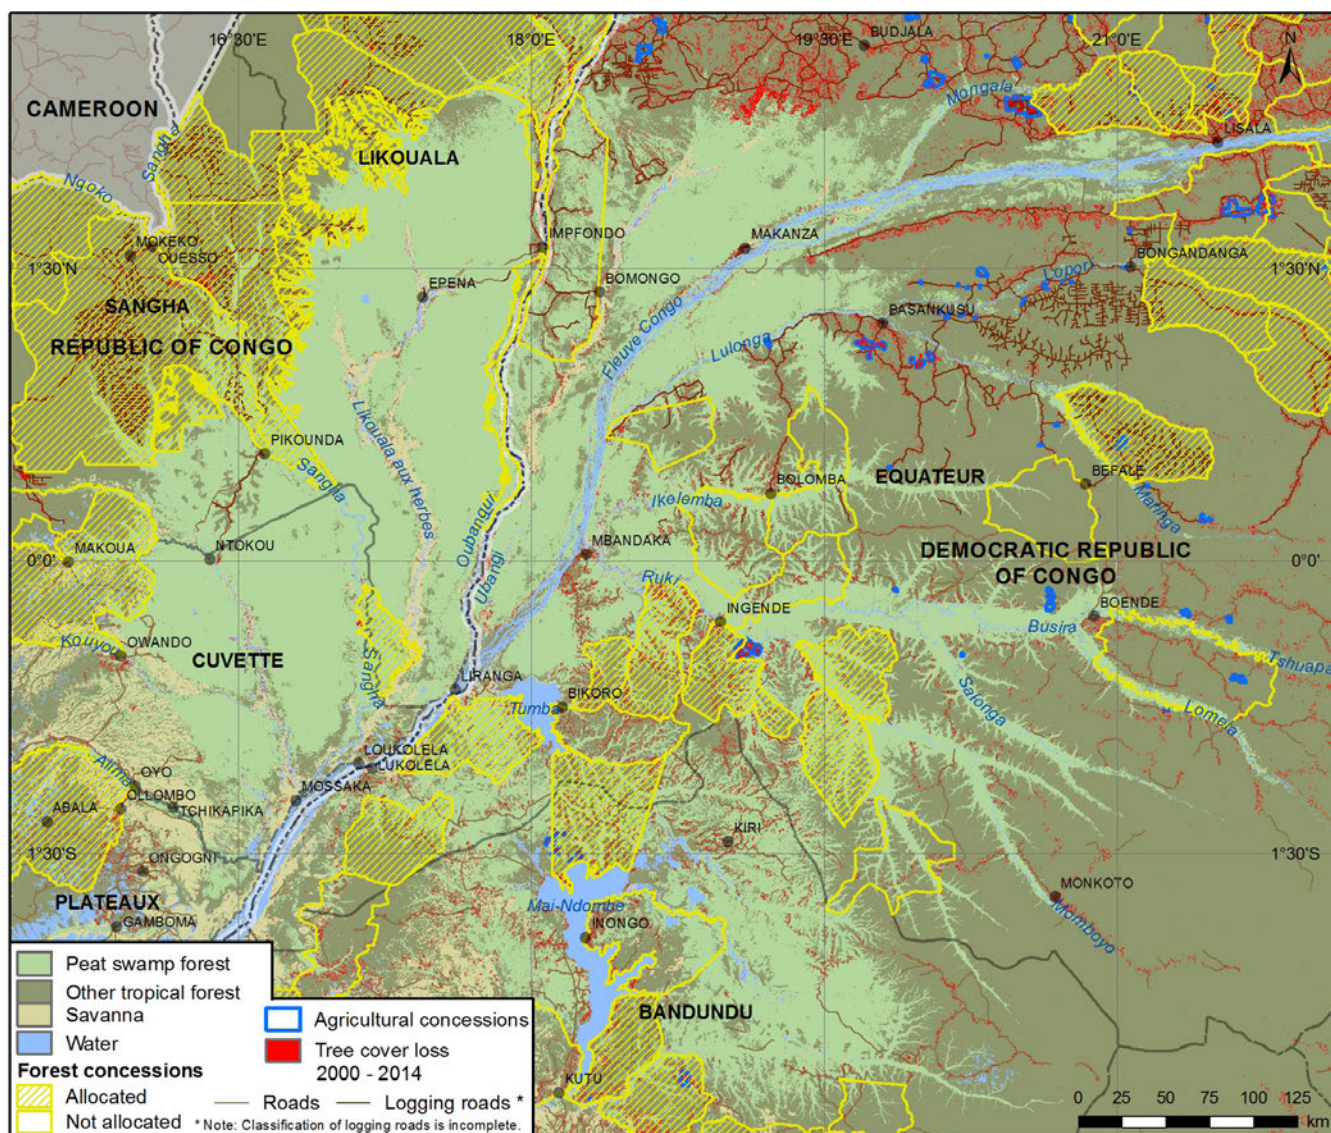 16°30'E
18°0'E
19°30'E
21°0'E
N
BUDJALA
CAMEROON
Sangha
Ngoko
LIKOUALA
Mongala
LISALA
MOKEKO
OUESSO
IMPFONDO
MAKANZA
BONGANDANGA
1°30'N
1°30'N
EPENA
BOMONGO
Lopori
SANGHA
Fleuve Congo
BASANKUSU
REPUBLIC OF CONGO
Lulonga
Likouala aux herbes
PIKOUNDA
Sangha
BOLOMBA
EQUATEUR
BEFALE
Ikelemba
Maringa
Oubangui
Ubangi
MAKOUA
NTOKOU
MBANDAKA
DEMOCRATIC REPUBLIC
OF CONGO
0°0'
0°0'
Ruki
INGENDE
BOENDE
Busira
Kouyou
OWANDO
CUVETTE
Sangha
Tshuapa
LIRANGA
BIKORO
Tumba
Salonga
Lomela
LOUKOLELA
LUKOLELA
Alima
OYO
OLLOMBO
MOSSAKA
TCHIKAPIKA
ABALA
KIRI
1°30'S
ONGOGNI
MONKOTO
PLATEAUX
Mai-Ndombe
Momboyo
GAMBOMA
INONGO
BANDUNDU
KUTU
Peat swamp forest
Other tropical forest
Savanna
Water
Agricultural concessions
Tree cover loss
2000 - 2014
Forest concessions
Allocated
Not allocated
Roads
Logging roads *
* Note: Classification of logging roads is incomplete.
0 25 50 75 100 125
km